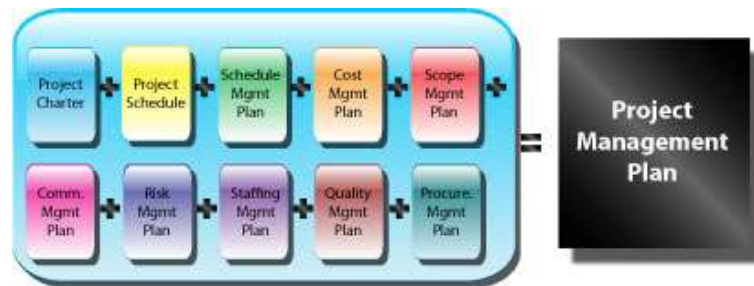 Project
Charter
Project
Schedule
Schedule
Mgmt
Plan
Cost
Mgmt
Plan
Scope
Mgmt
Plan
Comm.
Mgmt
Plan
Risk
Mgmt
Plan
Staffing
Mgmt
Plan
Quality
Mgmt
Plan
Procure.
Mgmt
Plan
=
Project
Management
Plan